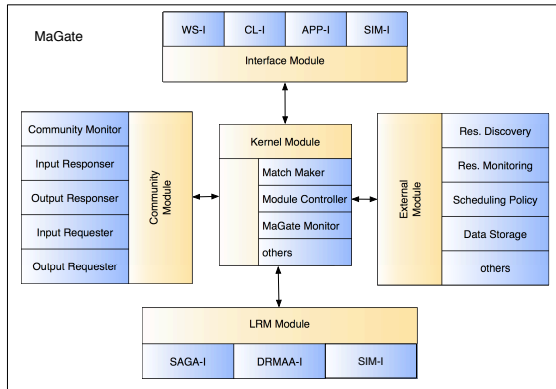 MaGate
WS-I
CL-I
APP-I
SIM-I
Interface Module
Community Monitor
Input Responser
Output Responser
Input Requester
Output Requester
Community
Module
Kernel Module
Match Maker
Module Controller
MaGate Monitor
others
External
Module
Res. Discovery
Res. Monitoring
Scheduling Policy
Data Storage
others
LRM Module
SAGA-I
DRMAA-I
SIM-I